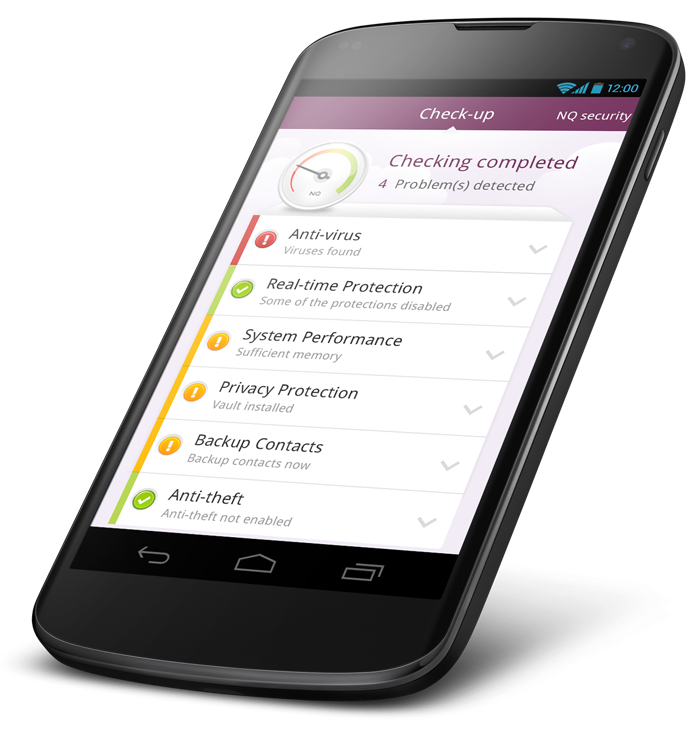 12:00
Check-up
NQ security
Checking completed
4 Problem(s) detected
NQ
Anti-virus
Viruses found
Real-time Protection
Some of the protections disabled
System Performance
Sufficient memory
Privacy Protection
Vault installed
Backup Contacts
Backup contacts now
Anti-theft
Anti-theft not enabled